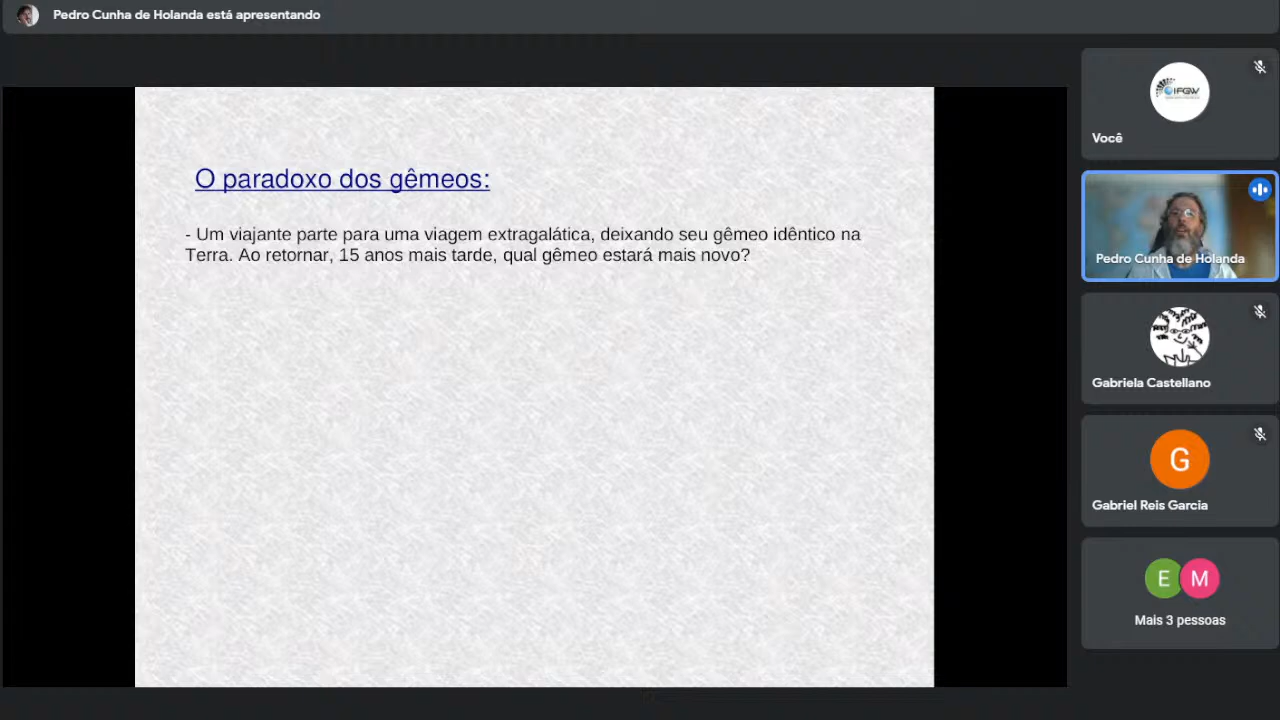 Pedro Cunha de Holanda está apresentando
O paradoxo dos gêmeos:
- Um viajante parte para uma viagem extragalática, deixando seu gêmeo idêntico na
Terra. Ao retornar, 15 anos mais tarde, qual gêmeo estará mais novo?
IFGW
Você
Pedro Cunha de Holanda
Gabriela Castellano
G
Gabriel Reis Garcia
E M
Mais 3 pessoas